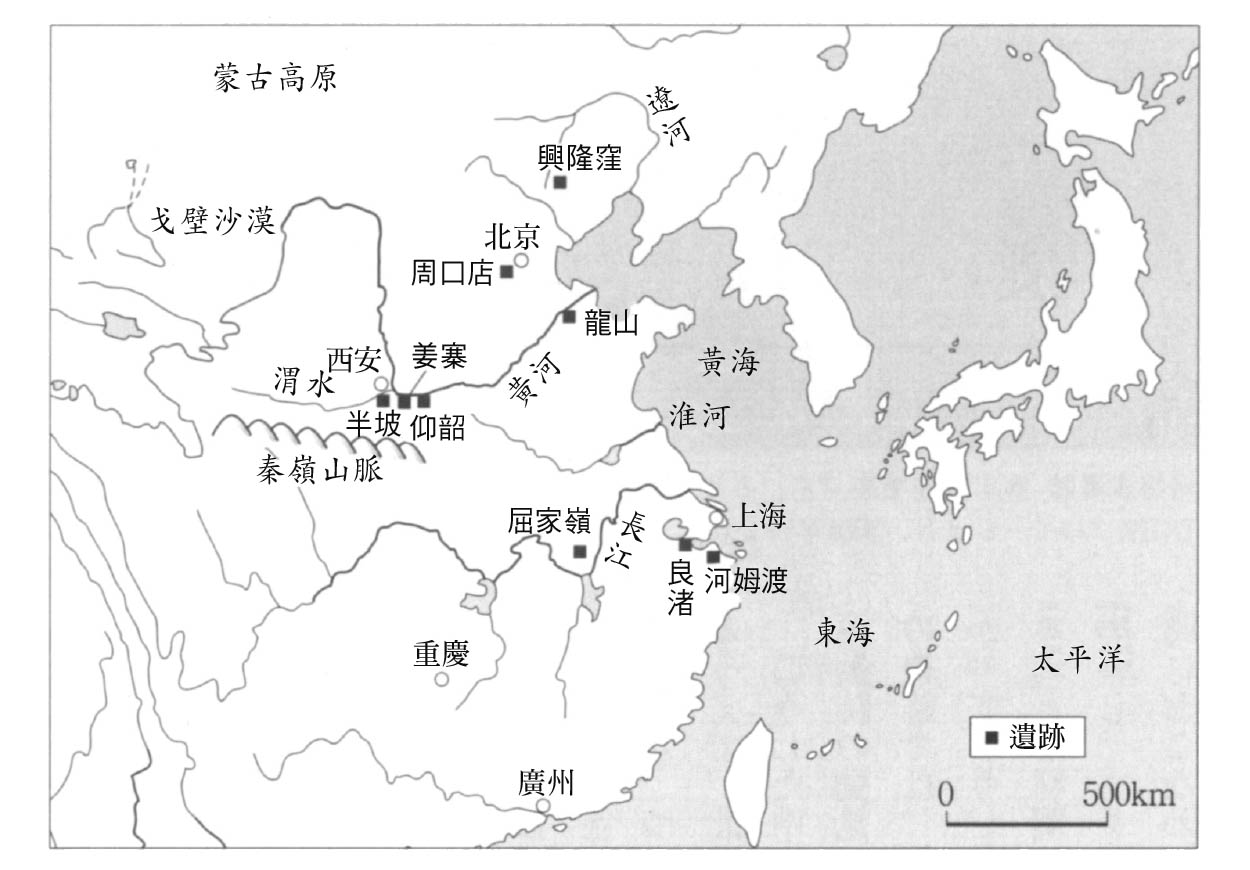 蒙古高原
遼河
興隆窪
戈壁沙漠
北京
周口店
龍山
西安
姜寨
渭水
黃河
黃海
半坡
仰韶
淮河
秦嶺山脈
屈家嶺
長江
上海
良渚
河姆渡
東海
太平洋
重慶
遺跡
廣州
0
500km